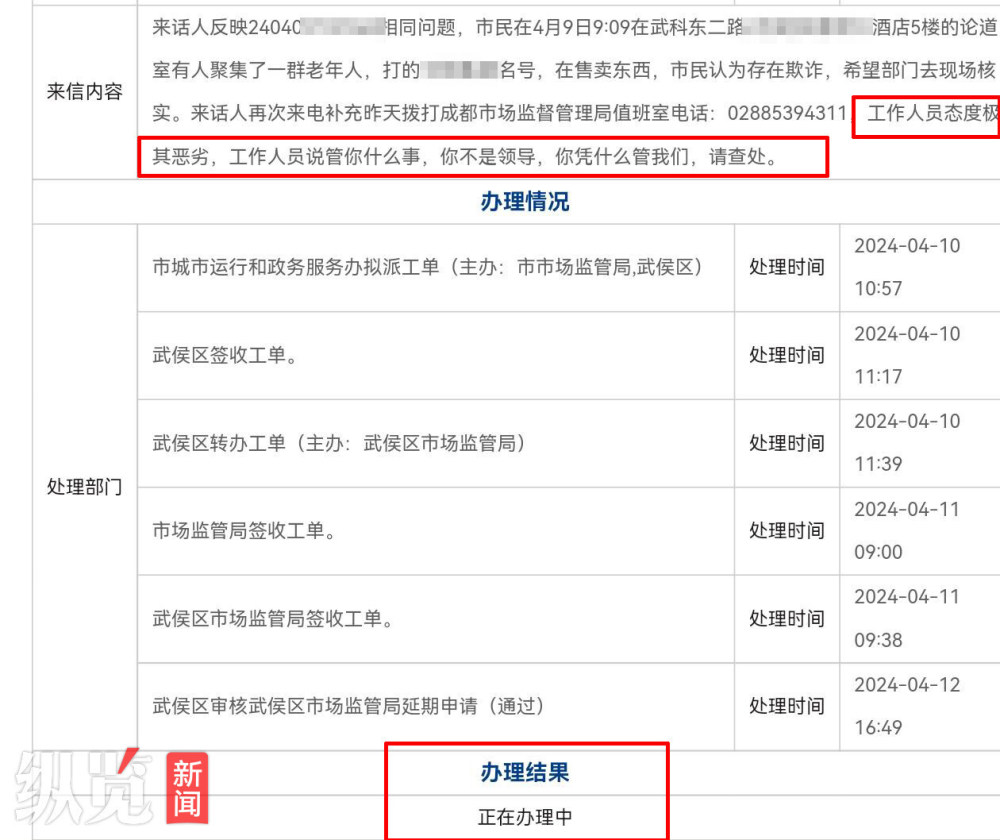 来信内容
来话人反映24040 相同问题，市民在4月9日9:09在武科东二路 酒店5楼的论道
室有人聚集了一群老年人，打的 名号，在售卖东西，市民认为存在欺诈，希望部门去现场核
实。来话人再次来电补充昨天拨打成都市场监督管理局值班室电话：02885394311，工作人员态度极
其恶劣，工作人员说管你什么事，你不是领导，你凭什么管我们，请查处。
办理情况
处理部门
市城市运行和政务服务办拟派工单（主办：市市场监管局,武侯区）
处理时间
2024-04-10
10:57
武侯区签收工单。
处理时间
2024-04-10
11:17
武侯区转办工单（主办：武侯区市场监管局）
处理时间
2024-04-10
11:39
市场监管局签收工单。
处理时间
2024-04-11
09:00
武侯区市场监管局签收工单。
处理时间
2024-04-11
09:38
武侯区审核武侯区市场监管局延期申请（通过）
处理时间
2024-04-12
16:49
办理结果
正在办理中
纵览
新闻